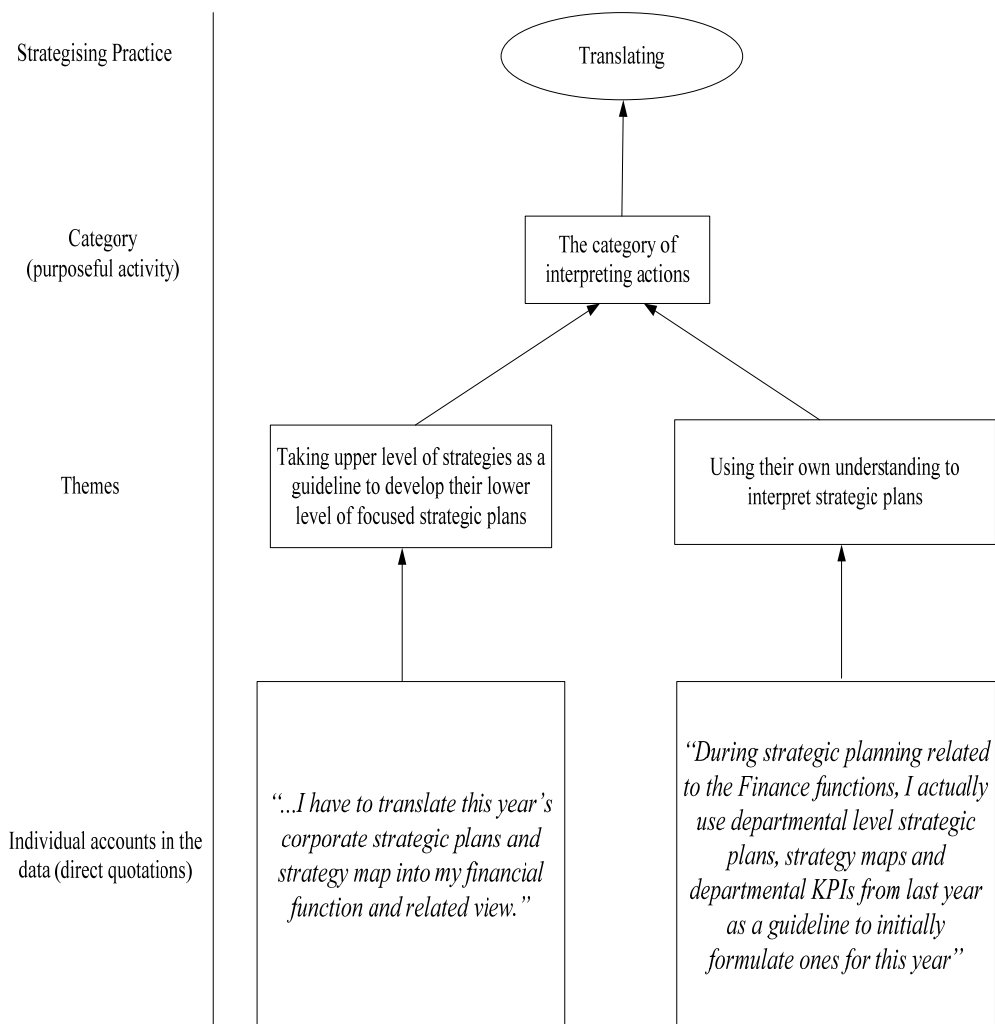 Strategising Practice
Translating
Category
(purposeful activity)
The category of
interpreting actions
Themes
Taking upper level of strategies as a
guideline to develop their lower
level of focused strategic plans
Using their own understanding to
interpret strategic plans
Individual accounts in the
data (direct quotations)
“...I have to translate this year’s
corporate strategic plans and
strategy map into my financial
function and related view.”
“During strategic planning related
to the Finance functions, I actually
use departmental level strategic
plans, strategy maps and
departmental KPIs from last year
as a guideline to initially
formulate ones for this year”